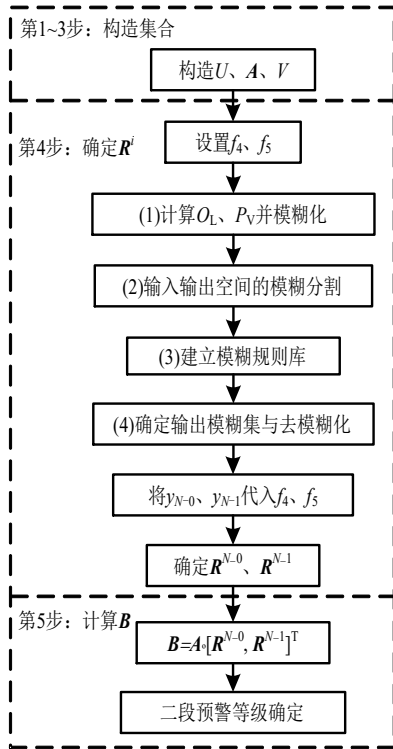 第1~3步：构造集合
构造U、A、V
第4步：确定Rⁱ
设置f₄、f₅
(1)计算O_L、P_V并模糊化
(2)输入输出空间的模糊分割
(3)建立模糊规则库
(4)确定输出模糊集与去模糊化
将y_{N-0}、y_{N-1}代入f₄、f₅
确定R^{N-0}、R^{N-1}
第5步：计算B
B=A∘[R^{N-0}, R^{N-1}]^T
二段预警等级确定